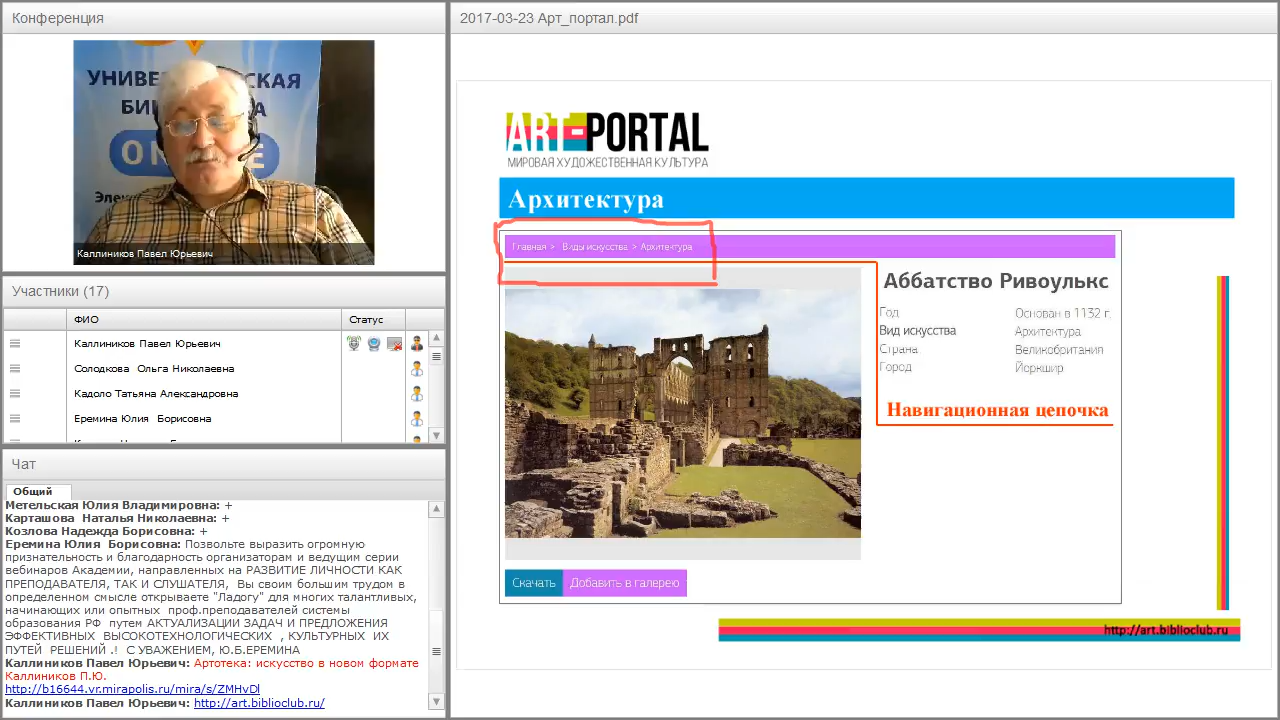 Конференция
УНИВЕ СКАЯ
БИ А
ON E
Эле
Каллиников Павел Юрьевич
Участники (17)
ФИО Статус
Каллиников Павел Юрьевич
Солодкова Ольга Николаевна
Кадоло Татьяна Александровна
Еремина Юлия Борисовна
Чат
Общий
Метельская Юлия Владимировна: +
Карташова Наталья Николаевна: +
Козлова Надежда Борисовна: +
Еремина Юлия Борисовна: Позвольте выразить огромную
признательность и благодарность организаторам и ведущим серии
вебинаров Академии, направленных на РАЗВИТИЕ ЛИЧНОСТИ КАК
ПРЕПОДАВАТЕЛЯ, ТАК И СЛУШАТЕЛЯ, Вы своим большим трудом в
определенном смысле открываете "Ладогу" для многих талантливых,
начинающих или опытных проф.преподавателей системы
образования РФ путем АКТУАЛИЗАЦИИ ЗАДАЧ И ПРЕДЛОЖЕНИЯ
ЭФФЕКТИВНЫХ ВЫСОКОТЕХНОЛОГИЧЕСКИХ , КУЛЬТУРНЫХ ИХ
ПУТЕЙ РЕШЕНИЙ .! С УВАЖЕНИЕМ, Ю.Б.ЕРЕМИНА
Каллиников Павел Юрьевич: Артотека: искусство в новом формате
Каллиников П.Ю.
http://b16644.vr.mirapolis.ru/mira/s/ZMHvDl
Каллиников Павел Юрьевич: http://art.biblioclub.ru/
2017-03-23 Арт_портал.pdf
ART-PORTAL
МИРОВАЯ ХУДОЖЕСТВЕННАЯ КУЛЬТУРА
Архитектура
Главная > Виды искусства > Архитектура
Аббатство Ривоулькс
Год Основан в 1132 г.
Вид искусства Архитектура
Страна Великобритания
Город Йоркшир
Навигационная цепочка
Скачать Добавить в галерею
http://art.biblioclub.ru